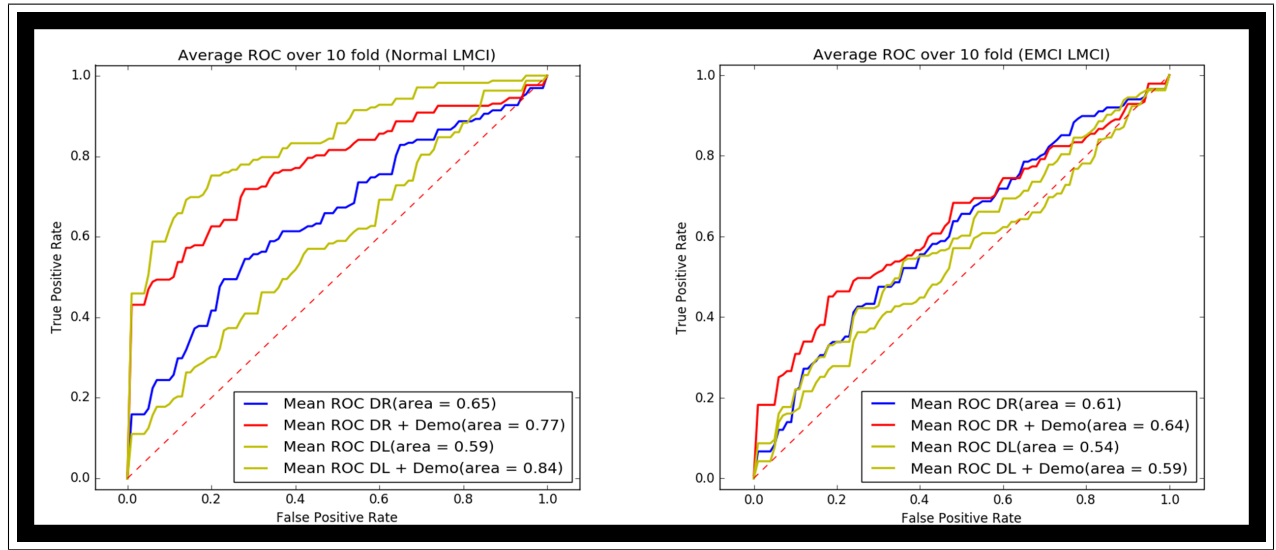 Average ROC over 10 fold (Normal LMCI)
True Positive Rate
1.0
0.8
0.6
0.4
0.2
0.0
Mean ROC DR(area = 0.65)
Mean ROC DR + Demo(area = 0.77)
Mean ROC DL(area = 0.59)
Mean ROC DL + Demo(area = 0.84)
0.0 0.2 0.4 0.6 0.8 1.0
False Positive Rate
Average ROC over 10 fold (EMCI LMCI)
True Positive Rate
1.0
0.8
0.6
0.4
0.2
0.0
Mean ROC DR(area = 0.61)
Mean ROC DR + Demo(area = 0.64)
Mean ROC DL(area = 0.54)
Mean ROC DL + Demo(area = 0.59)
0.0 0.2 0.4 0.6 0.8 1.0
False Positive Rate